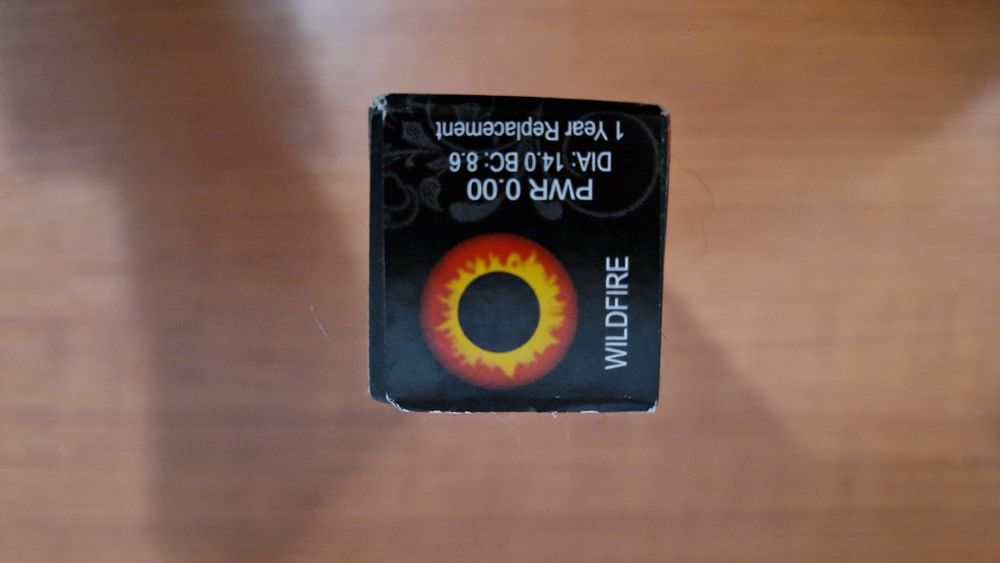 WILDFIRE
PWR 0.00
DIA: 14.0 BC: 8.6
1 Year Replacement